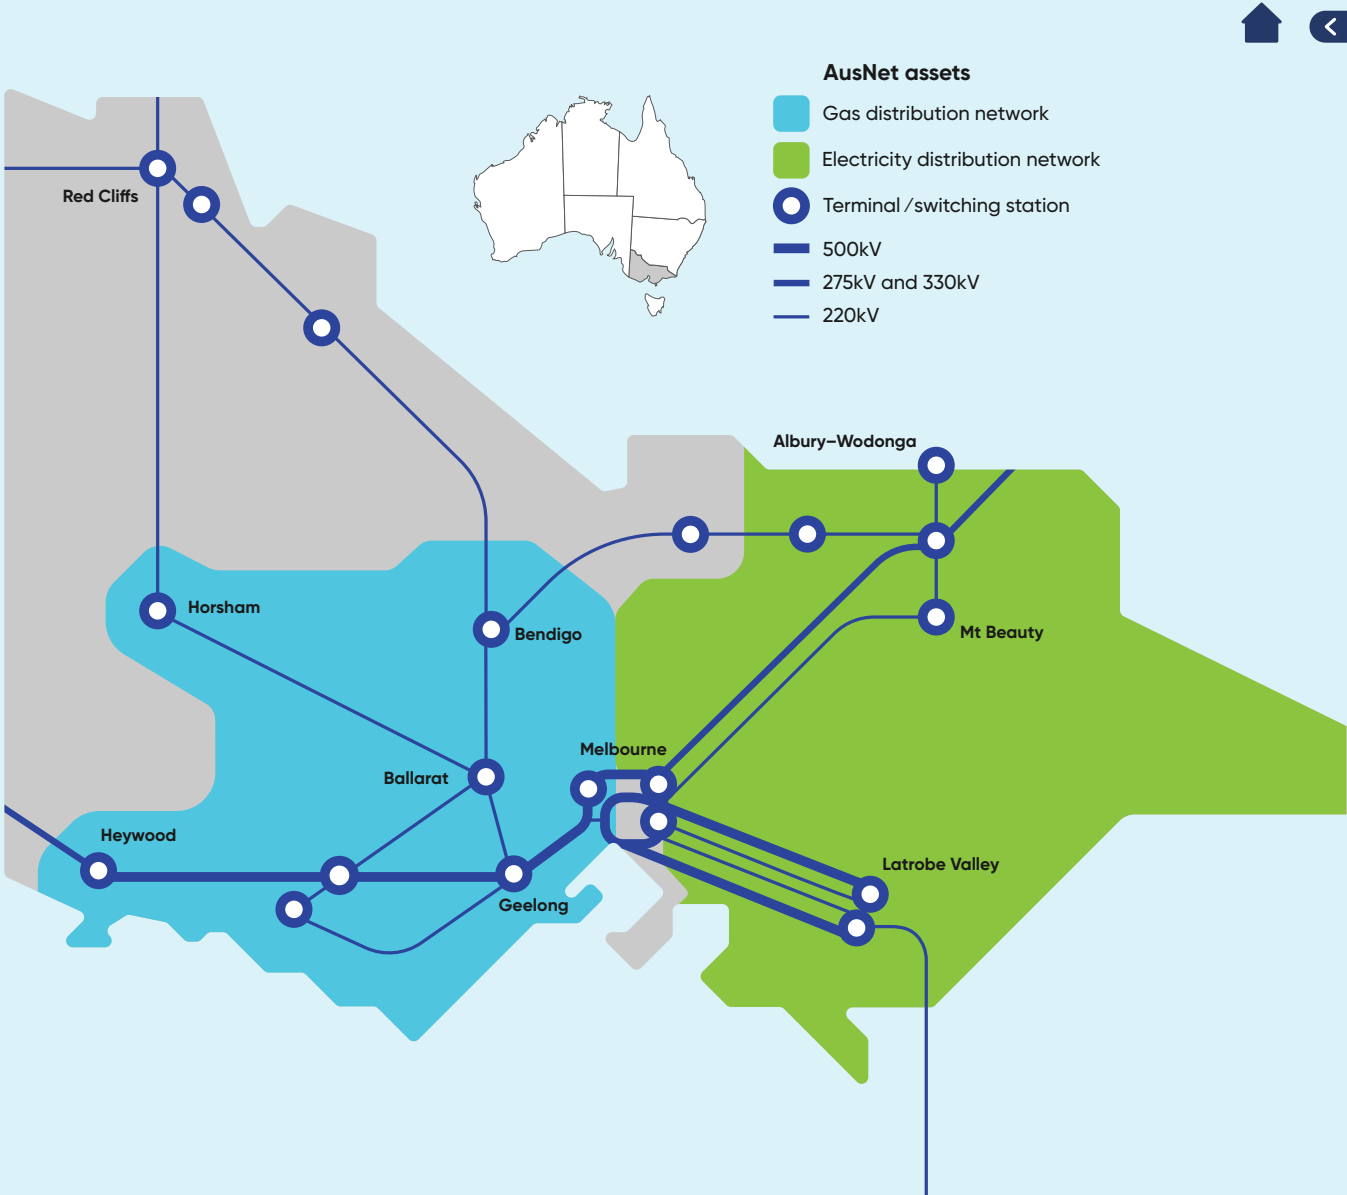 AusNet assets
Gas distribution network
Electricity distribution network
Terminal / switching station
500kV
275kV and 330kV
220kV
Red Cliffs
Albury–Wodonga
Horsham
Bendigo
Mt Beauty
Melbourne
Ballarat
Heywood
Latrobe Valley
Geelong